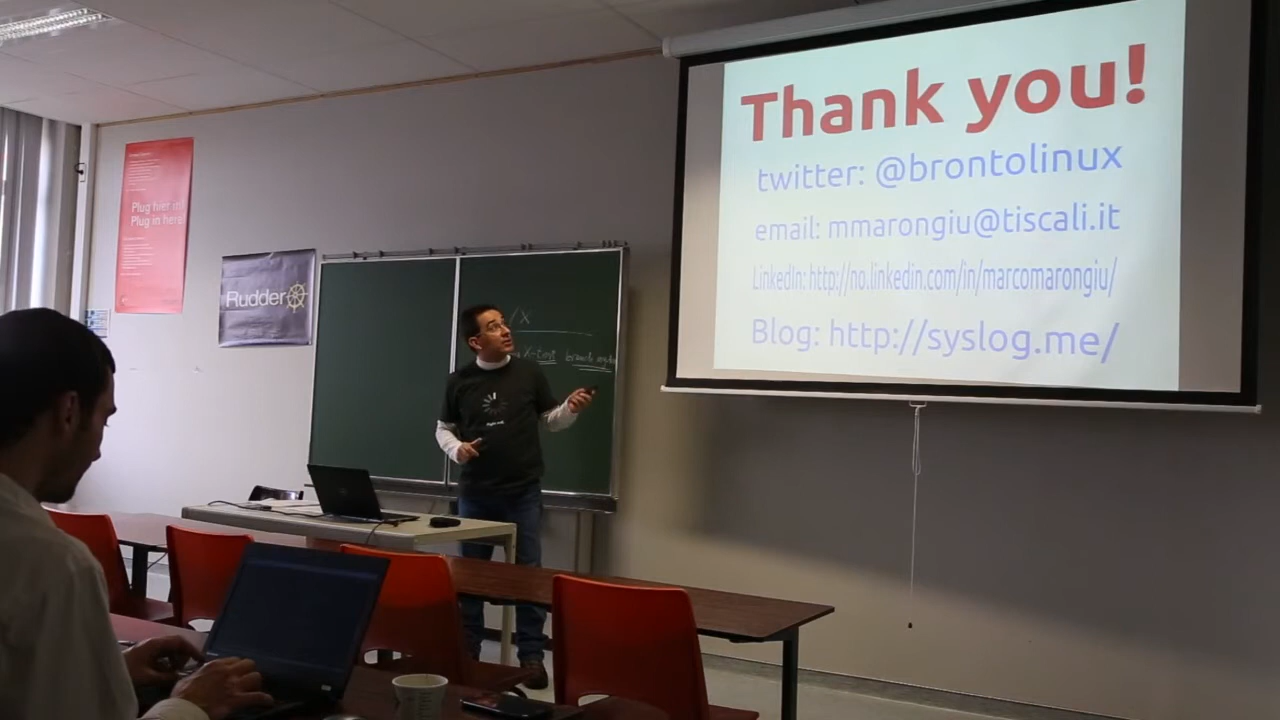 Thank you!
twitter: @brontolinux
email: mmarongiu@tiscali.it
LinkedIn: http://no.linkedin.com/in/marcomarongiu/
Blog: http://syslog.me/
Plug hier in!
Plug in here!
Rudder
/x
x-test